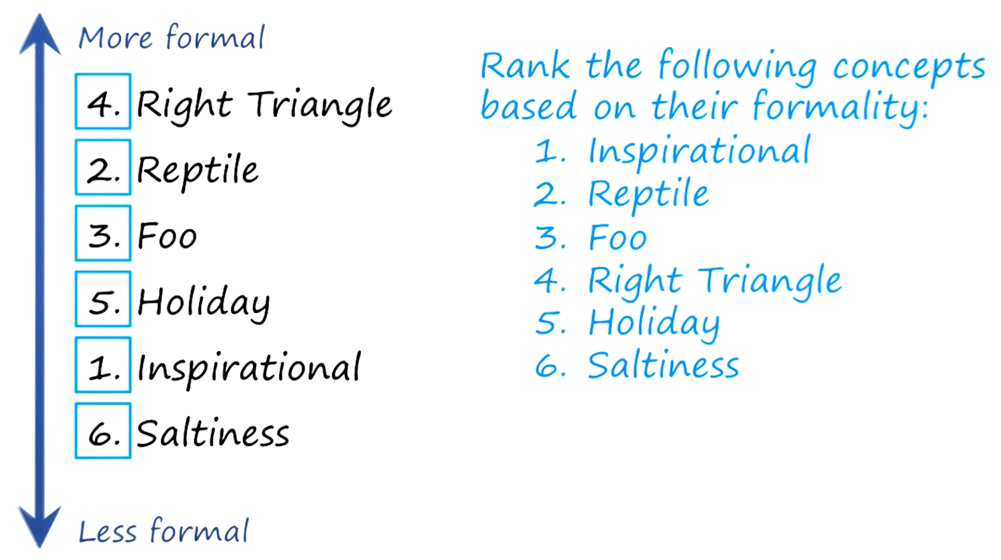 More formal
4. Right Triangle
2. Reptile
3. Foo
5. Holiday
1. Inspirational
6. Saltiness
Less formal
Rank the following concepts
based on their formality:
1. Inspirational
2. Reptile
3. Foo
4. Right Triangle
5. Holiday
6. Saltiness